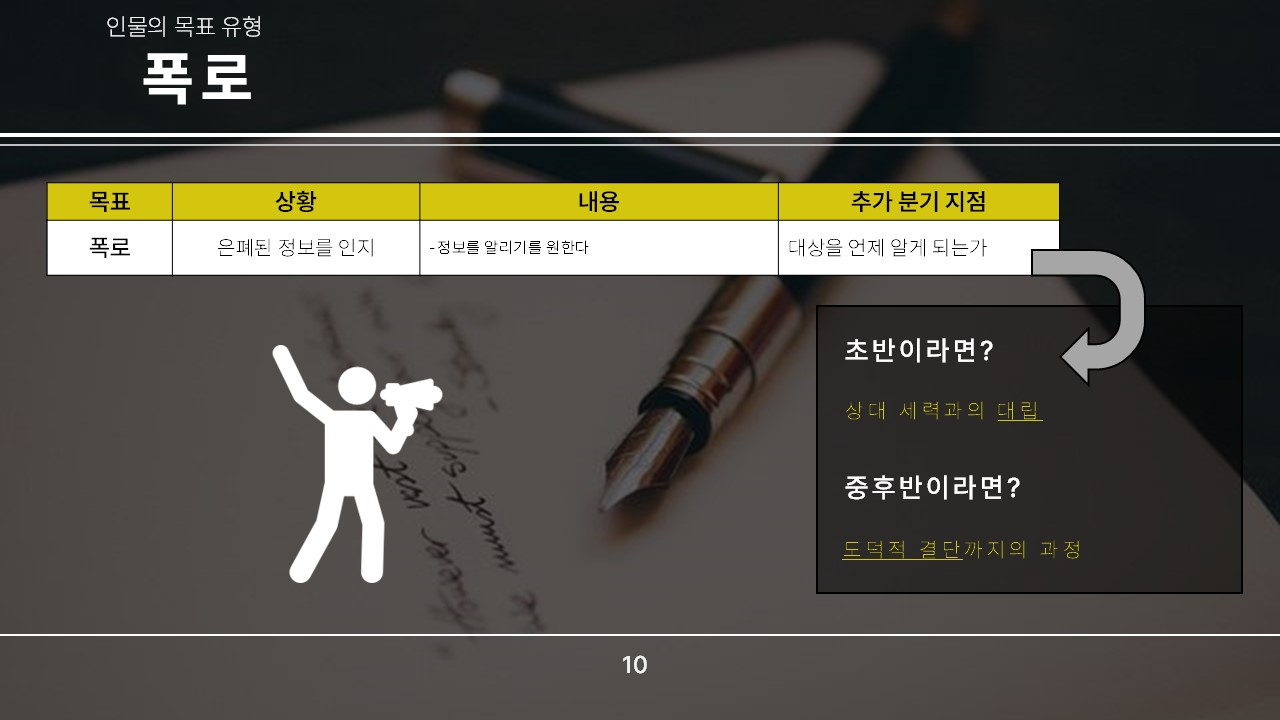 인물의 목표 유형
폭로
목표 상황 내용 추가 분기 지점
폭로 은폐된 정보를 인지 -정보를 알리기를 원한다 대상을 언제 알게 되는가
초반이라면?
상대 세력과의 대립
중후반이라면?
도덕적 결단까지의 과정
10